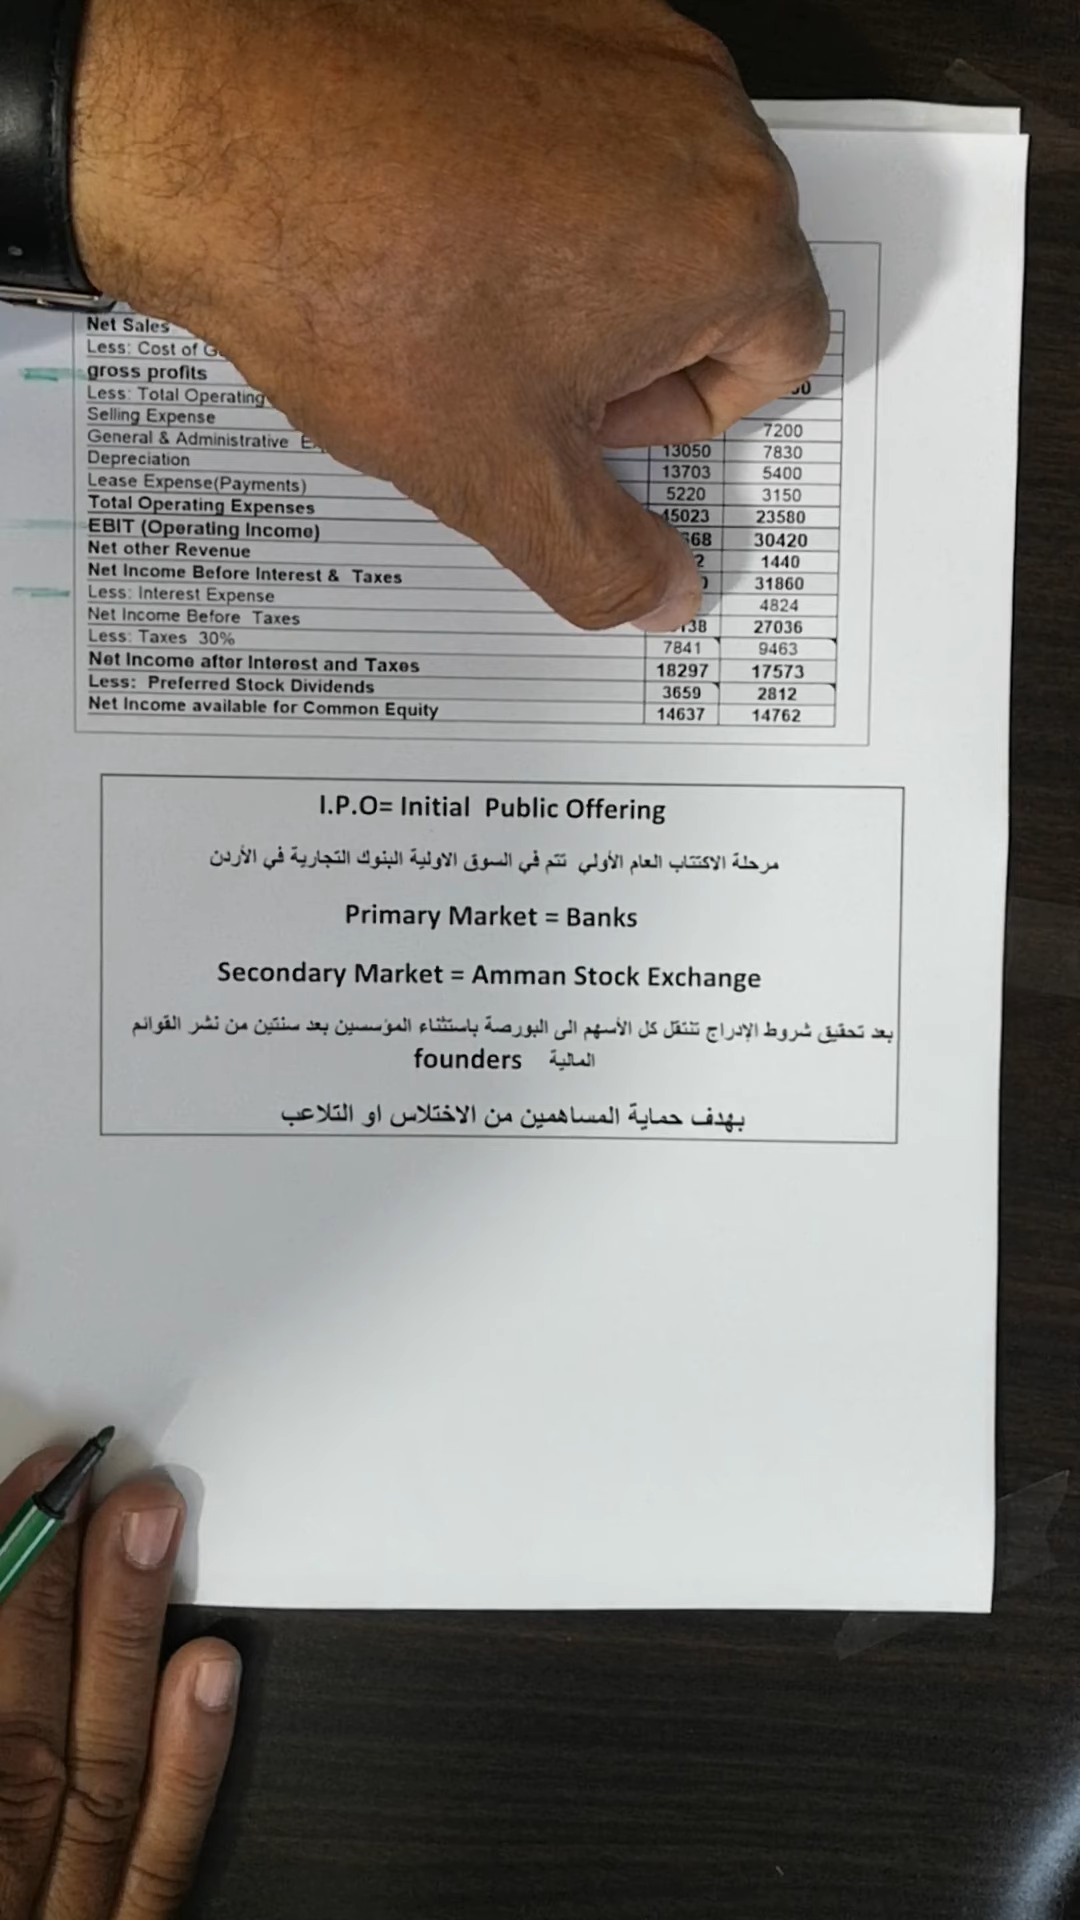 Net Sales
Less: Cost of
gross profits
Less: Total Operating
Selling Expense 7200
General & Administrative 13050 7830
Depreciation 13703 5400
Lease Expense(Payments) 5220 3150
Total Operating Expenses 45023 23580
EBIT (Operating Income) 30420
Net other Revenue 1440
Net Income Before Interest & Taxes 31860
Less: Interest Expense 4824
Net Income Before Taxes 27036
Less: Taxes 30% 7841 9463
Net Income after Interest and Taxes 18297 17573
Less: Preferred Stock Dividends 3659 2812
Net Income available for Common Equity 14637 14762
I.P.O= Initial Public Offering
مرحلة الاكتتاب العام الأولي تتم في السوق الاولية البنوك التجارية في الأردن
Primary Market = Banks
Secondary Market = Amman Stock Exchange
بعد تحقيق شروط الإدراج تنتقل كل الأسهم الى البورصة باستثناء المؤسسين بعد سنتين من نشر القوائم
المالية founders
بهدف حماية المساهمين من الاختلاس او التلاعب